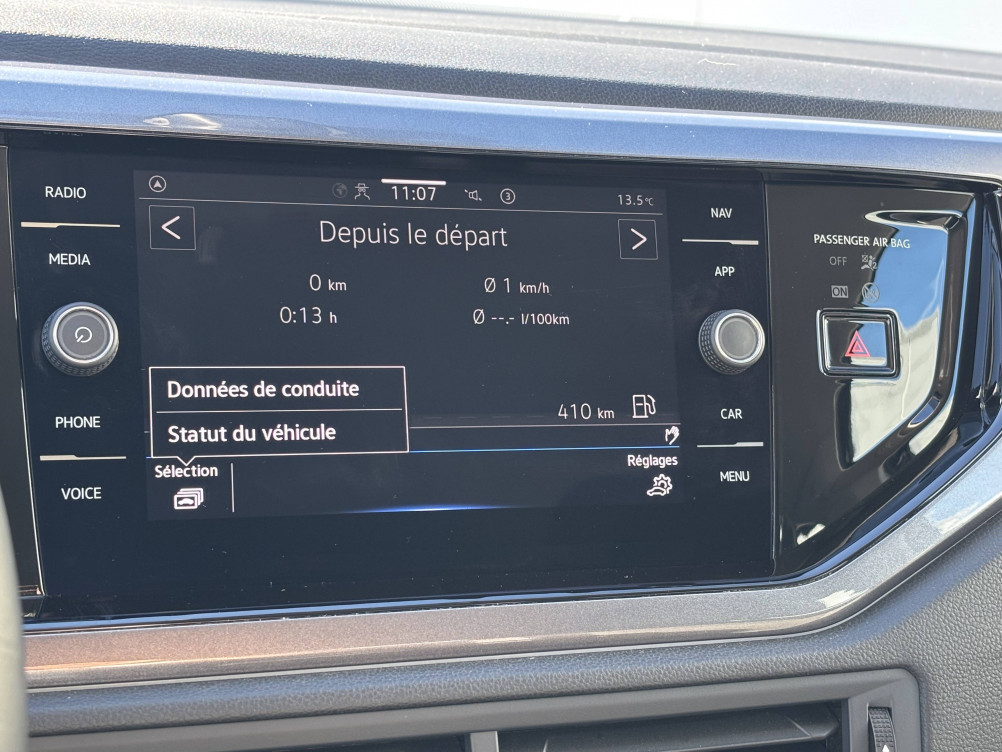 RADIO
MEDIA
PHONE
VOICE
11:07
3
13.5°C
Depuis le départ
0 km
Ø 1 km/h
0:13 h
Ø --.- l/100km
410 km
Données de conduite
Statut du véhicule
Sélection
Réglages
NAV
APP
CAR
MENU
PASSENGER AIR BAG
OFF
ON